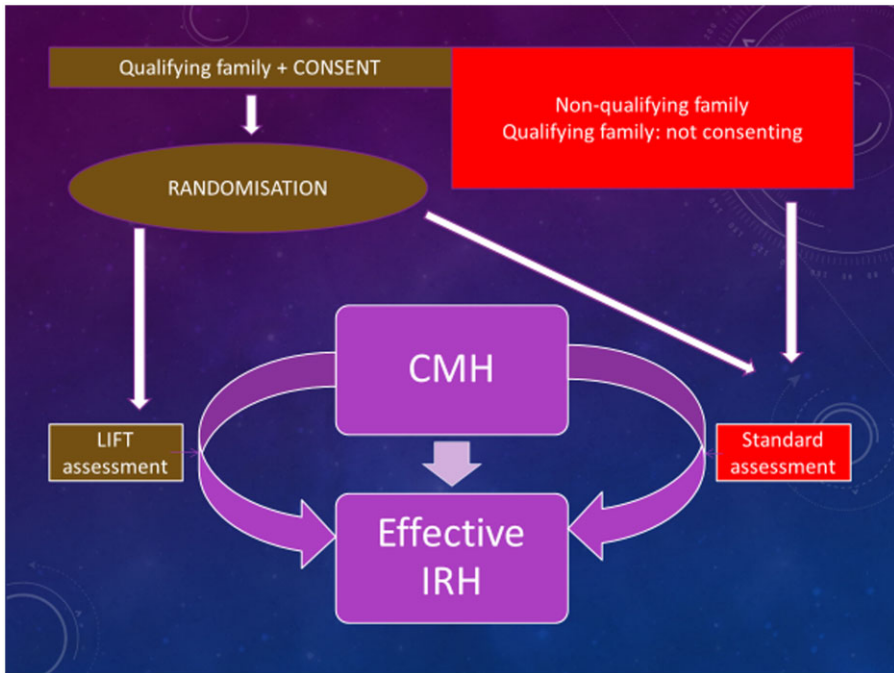 Qualifying family + CONSENT
Non-qualifying family
Qualifying family: not consenting
RANDOMISATION
CMH
LIFT
assessment
Standard
assessment
Effective
IRH